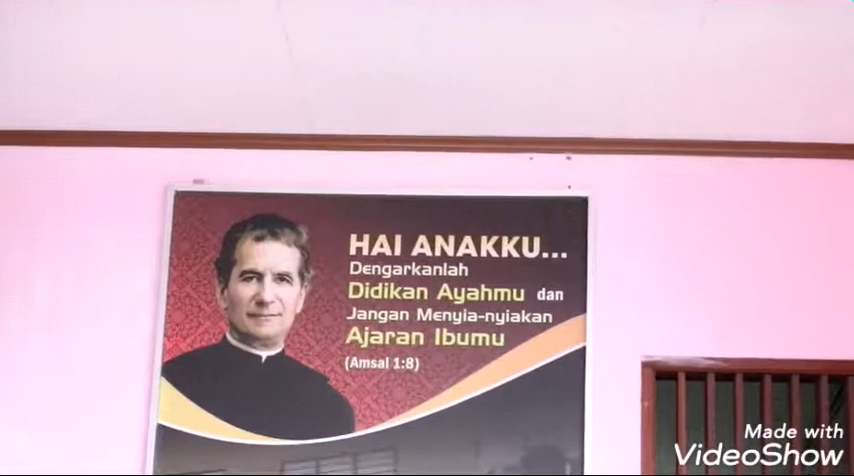 HAI ANAKKU...
Dengarkanlah
Didikan Ayahmu dan
Jangan Menyia-nyiakan
Ajaran Ibumu
(Amsal 1:8)
Made with
VideoShow